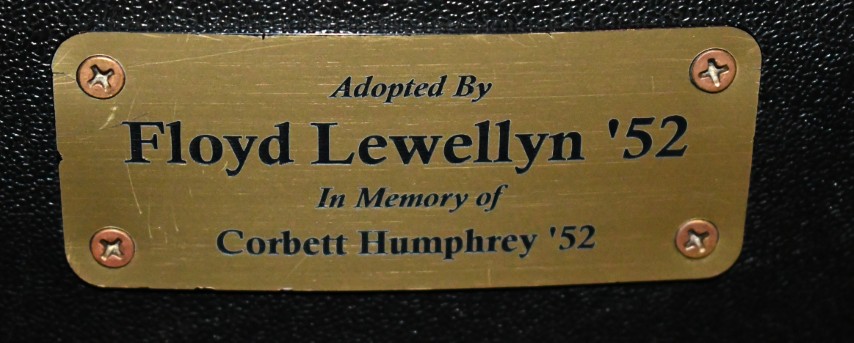 Adopted By
Floyd Lewellyn '52
In Memory of
Corbett Humphrey '52